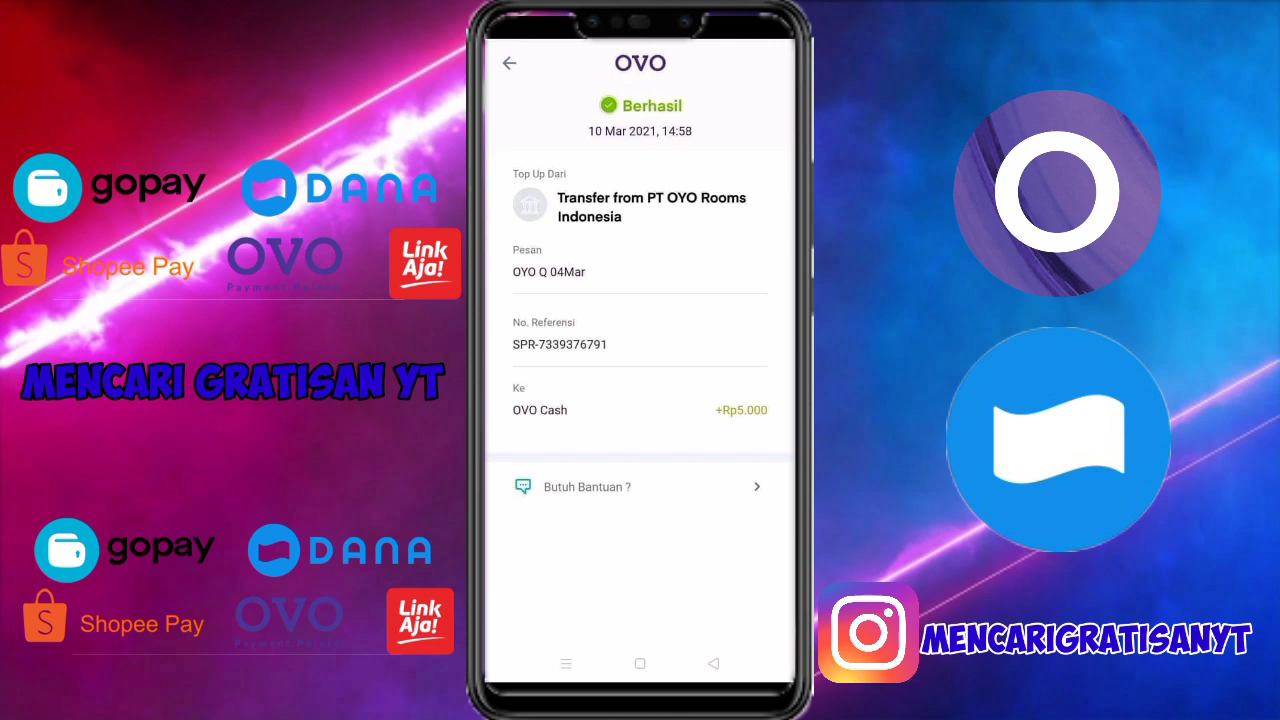 gopay
DANA
Shopee Pay
OVO
Link
Aja!
MENCARI GRATISAN YT
gopay
DANA
Shopee Pay
OVO
Link
Aja!
OVO
Berhasil
10 Mar 2021, 14:58
Top Up Dari
Transfer from PT OYO Rooms
Indonesia
Pesan
OYO Q 04Mar
No. Referensi
SPR-7339376791
Ke
OVO Cash +Rp5.000
Butuh Bantuan ?
MENCARIGRATISANYT